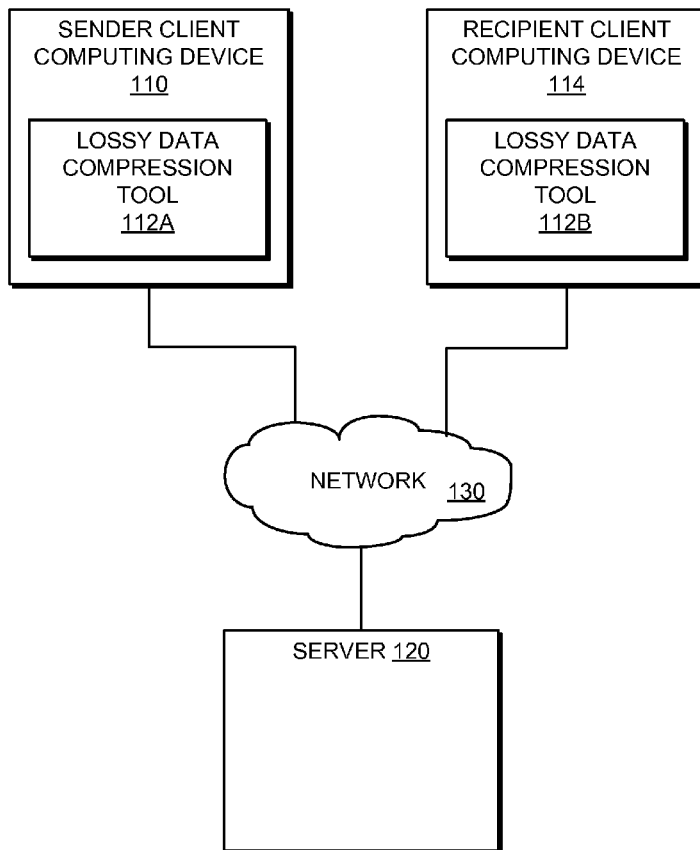 SENDER CLIENT
COMPUTING DEVICE
110
LOSSY DATA
COMPRESSION
TOOL
112A
RECIPIENT CLIENT
COMPUTING DEVICE
114
LOSSY DATA
COMPRESSION
TOOL
112B
NETWORK 130
SERVER 120